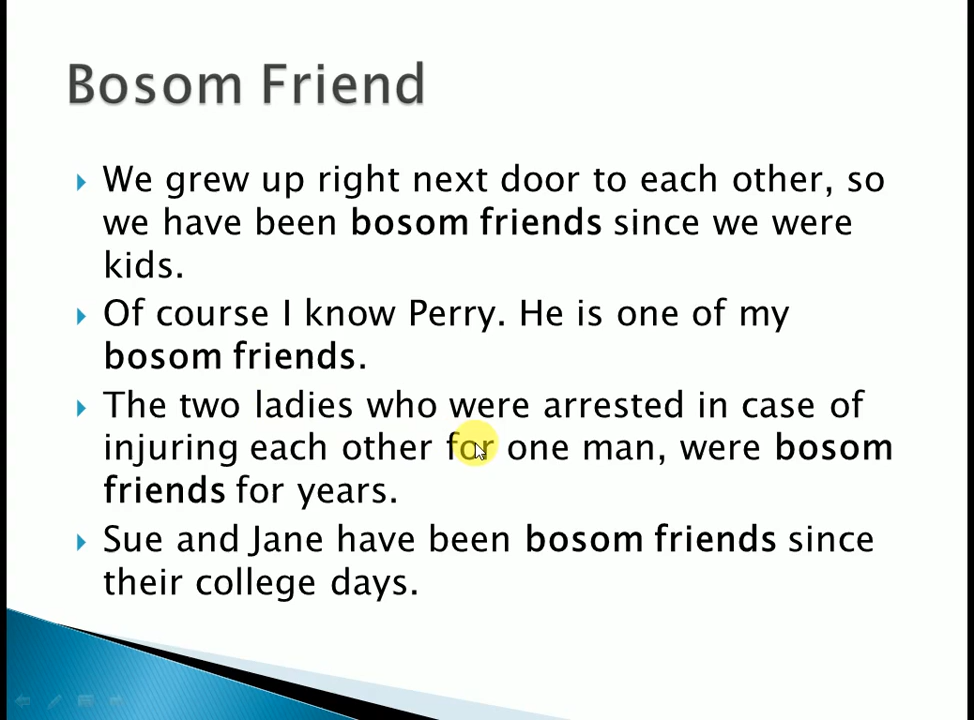 Bosom Friend
We grew up right next door to each other, so
we have been bosom friends since we were
kids.
Of course I know Perry. He is one of my
bosom friends.
The two ladies who were arrested in case of
injuring each other for one man, were bosom
friends for years.
Sue and Jane have been bosom friends since
their college days.